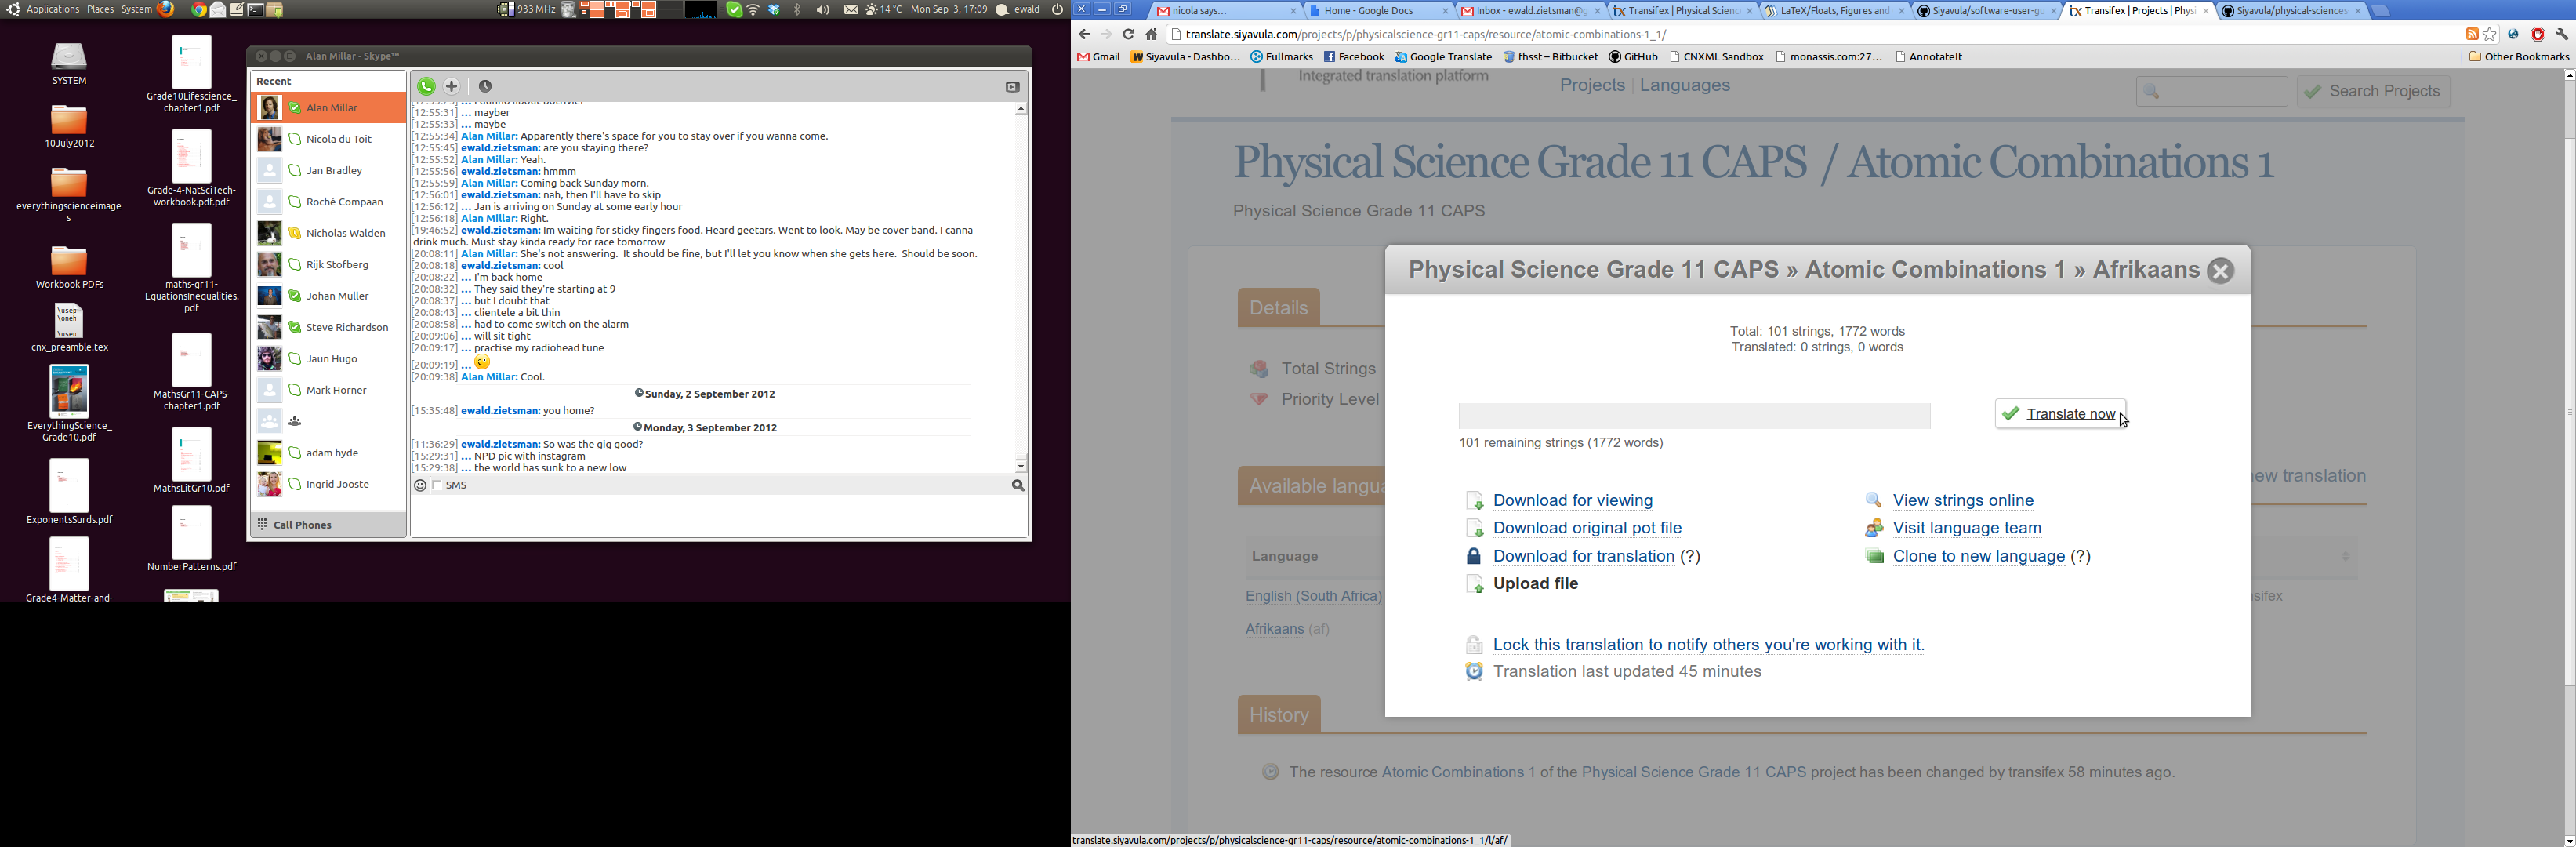 Applications Places System
933 MHz
14 °C
Mon Sep 3, 17:09
ewald
SYSTEM
10July2012
everythingscienceimage
s
Workbook PDFs
\usep
\oneh
\uses
cnx_preamble.tex
EverythingScience_
Grade10.pdf
ExponentsSurds.pdf
Grade4-Matter-and-
Grade10Lifescience_
chapter1.pdf
Grade-4-NatSciTech-
workbook.pdf.pdf
maths-gr11-
EquationsInequalities.
pdf
MathsGr11-CAPS-
chapter1.pdf
MathsLitGr10.pdf
NumberPatterns.pdf
Alan Millar - Skype™
Recent
Alan Millar
Nicola du Toit
Jan Bradley
Roché Compaan
Nicholas Walden
Rijk Stofberg
Johan Muller
Steve Richardson
Jaun Hugo
Mark Horner
adam hyde
Ingrid Jooste
Call Phones
[12:55:31] ... mayber
[12:55:33] ... maybe
[12:55:34] Alan Millar: Apparently there's space for you to stay over if you wanna come.
[12:55:45] ewald.zietsman: are you staying there?
[12:55:52] Alan Millar: Yeah.
[12:55:56] ewald.zietsman: hmmm
[12:55:59] Alan Millar: Coming back Sunday morn.
[12:56:01] ewald.zietsman: nah, then I'll have to skip
[12:56:12] ... Jan is arriving on Sunday at some early hour
[12:56:18] Alan Millar: Right.
[19:46:52] ewald.zietsman: Im waiting for sticky fingers food. Heard geetars. Went to look. May be cover band. I canna
drink much. Must stay kinda ready for race tomorrow
[20:08:11] Alan Millar: She's not answering. It should be fine, but I'll let you know when she gets here. Should be soon.
[20:08:18] ewald.zietsman: cool
[20:08:22] ... I'm back home
[20:08:32] ... They said they're starting at 9
[20:08:37] ... but I doubt that
[20:08:43] ... clientele a bit thin
[20:08:58] ... had to come switch on the alarm
[20:09:06] ... will sit tight
[20:09:17] ... practise my radiohead tune
[20:09:19] ...
[20:09:38] Alan Millar: Cool.
Sunday, 2 September 2012
[15:35:48] ewald.zietsman: you home?
Monday, 3 September 2012
[11:36:29] ewald.zietsman: So was the gig good?
[15:29:31] ... NPD pic with instagram
[15:29:38] ... the world has sunk to a new low
SMS
nicola says...
Home - Google Docs
Inbox - ewald.zietsman@g
Transifex | Physical Science
LaTeX/Floats, Figures and
Siyavula/software-user-gu
Transifex | Projects | Physi
Siyavula/physical-sciences
translate.siyavula.com/projects/p/physicalscience-gr11-caps/resource/atomic-combinations-1_1/
Gmail
Siyavula - Dashbo...
Fullmarks
Facebook
Google Translate
fhsst – Bitbucket
GitHub
CNXML Sandbox
monassis.com:27...
AnnotateIt
Other Bookmarks
Integrated translation platform
Projects | Languages
Search Projects
Physical Science Grade 11 CAPS / Atomic Combinations 1
Physical Science Grade 11 CAPS
Details
Total Strings
Priority Level
Available langua
ew translation
Language
English (South Africa)
sifex
Afrikaans (af)
History
The resource Atomic Combinations 1 of the Physical Science Grade 11 CAPS project has been changed by transifex 58 minutes ago.
Physical Science Grade 11 CAPS » Atomic Combinations 1 » Afrikaans
Total: 101 strings, 1772 words
Translated: 0 strings, 0 words
Translate now
101 remaining strings (1772 words)
Download for viewing
Download original pot file
Download for translation (?)
Upload file
View strings online
Visit language team
Clone to new language (?)
Lock this translation to notify others you're working with it.
Translation last updated 45 minutes
translate.siyavula.com/projects/p/physicalscience-gr11-caps/resource/atomic-combinations-1_1/l/af/